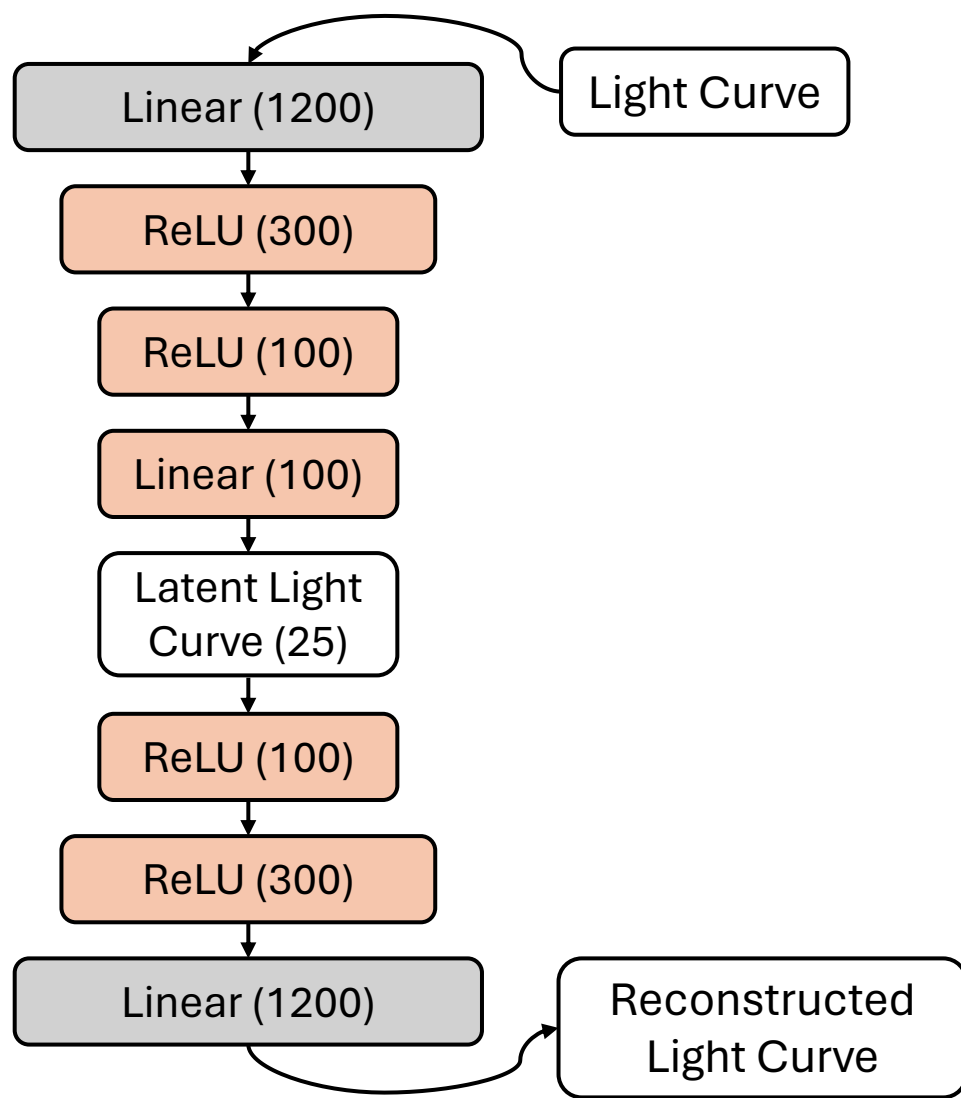 Linear (1200)
Light Curve
ReLU (300)
ReLU (100)
Linear (100)
Latent Light
Curve (25)
ReLU (100)
ReLU (300)
Linear (1200)
Reconstructed
Light Curve